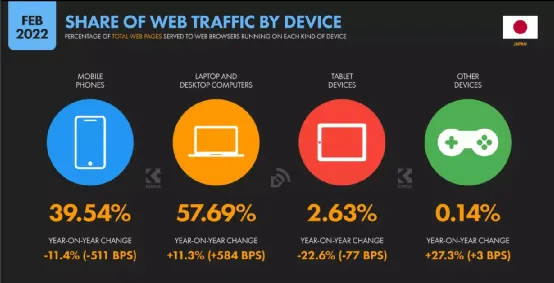 FEB
2022
SHARE OF WEB TRAFFIC BY DEVICE
PERCENTAGE OF TOTAL WEB PAGES SERVED TO WEB BROWSERS RUNNING ON EACH KIND OF DEVICE
JAPAN
MOBILE
PHONES
LAPTOP AND
DESKTOP COMPUTERS
TABLET
DEVICES
OTHER
DEVICES
39.54%
57.69%
2.63%
0.14%
YEAR-ON-YEAR CHANGE
YEAR-ON-YEAR CHANGE
YEAR-ON-YEAR CHANGE
YEAR-ON-YEAR CHANGE
-11.4% (-511 BPS)
+11.3% (+584 BPS)
-22.6% (-77 BPS)
+27.3% (+3 BPS)